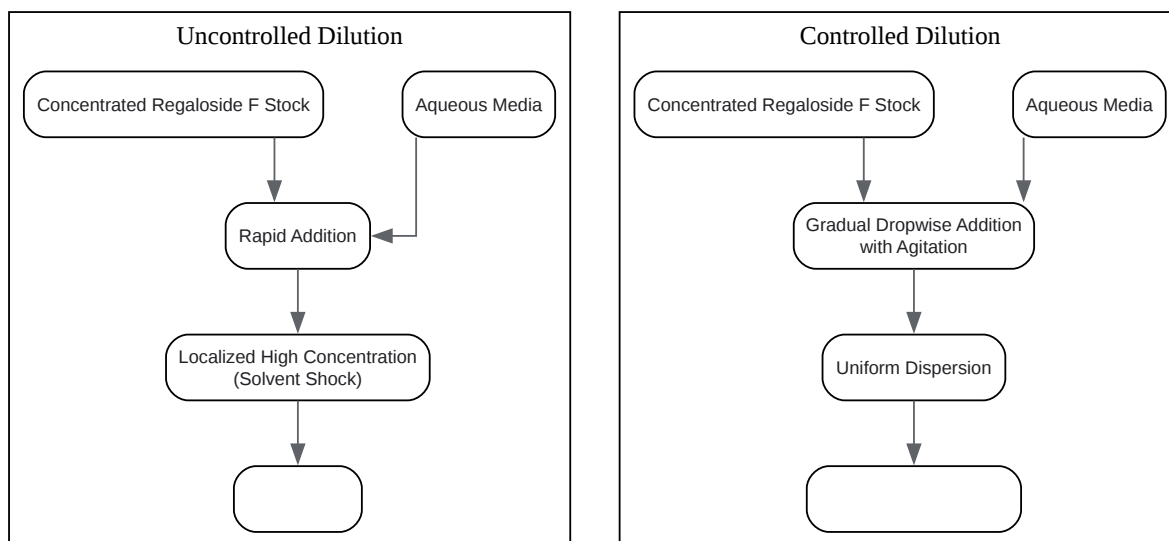 Uncontrolled Dilution
Concentrated Regaloside F Stock
Aqueous Media
Rapid Addition
Localized High Concentration
(Solvent Shock)
Controlled Dilution
Concentrated Regaloside F Stock
Aqueous Media
Gradual Dropwise Addition
with Agitation
Uniform Dispersion